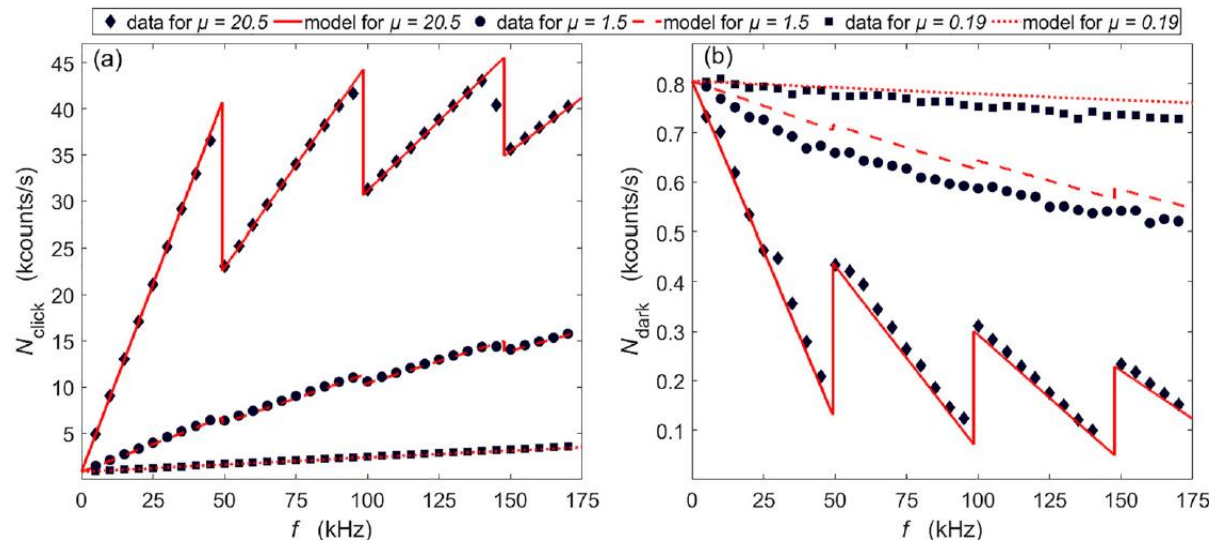 data for μ = 20.5 model for μ = 20.5 data for μ = 1.5 model for μ = 1.5 data for μ = 0.19 model for μ = 0.19
(a)
45
40
35
30
25
20
15
10
5
0 25 50 75 100 125 150 175
N_click (kcounts/s)
f (kHz)
(b)
0.8
0.7
0.6
0.5
0.4
0.3
0.2
0.1
0 25 50 75 100 125 150 175
N_dark (kcounts/s)
f (kHz)